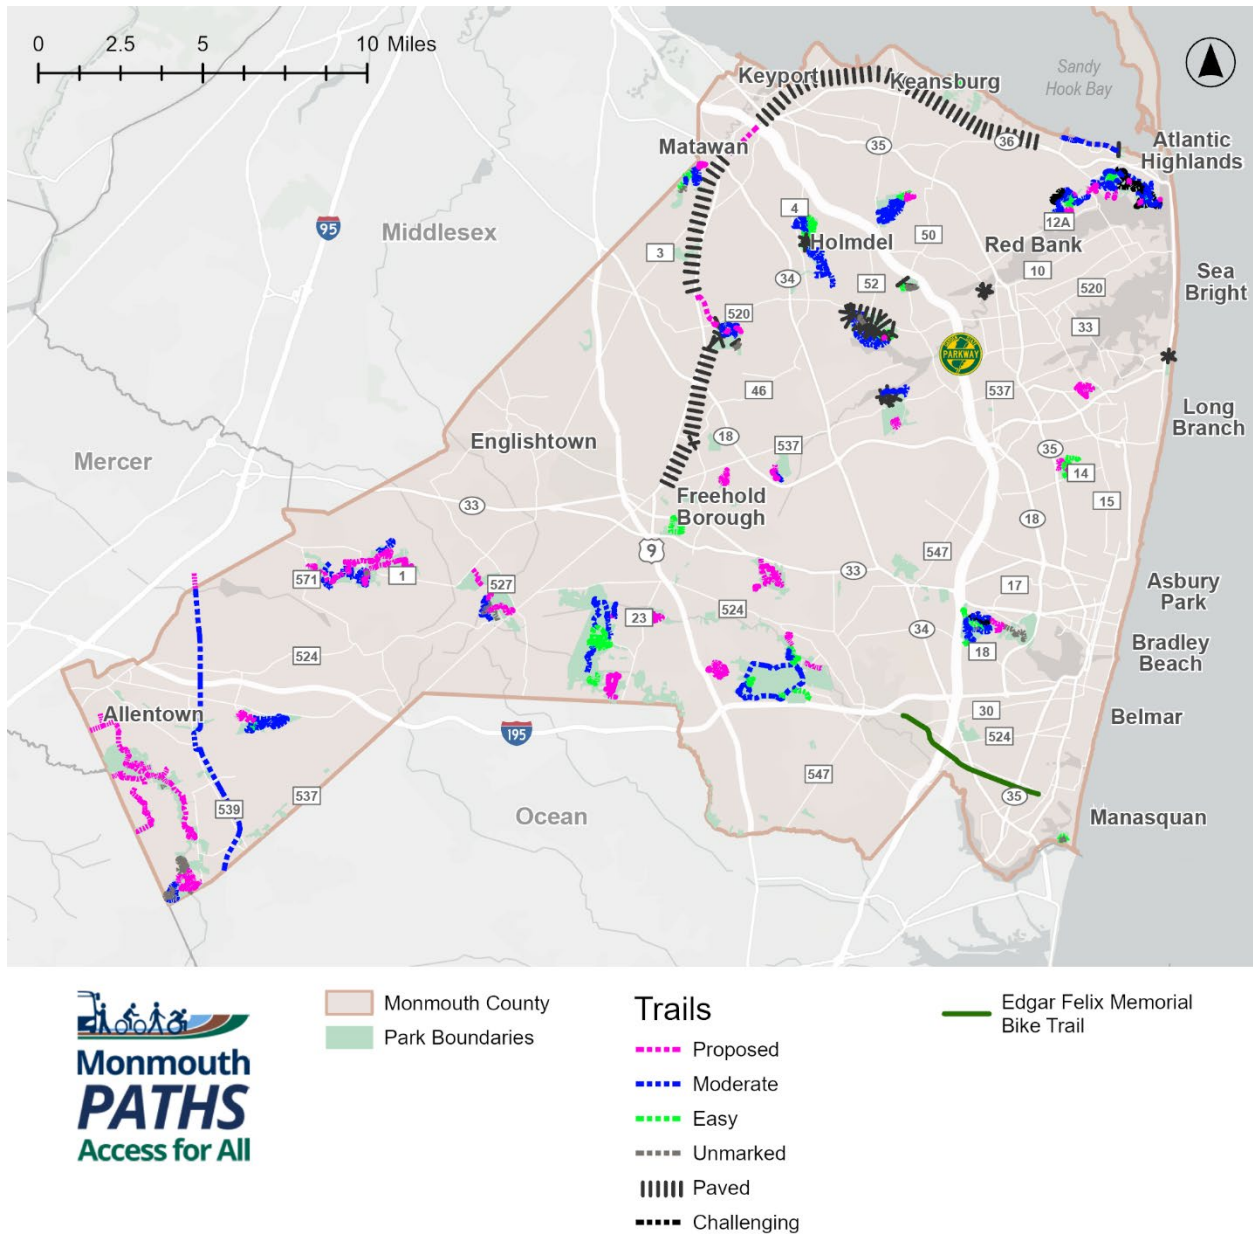 0 2.5 5 10 Miles
Keyport
Keansburg
Sandy
Hook Bay
36
35
Matawan
Atlantic
Highlands
95
Middlesex
4
12A
Holmdel
50
Red Bank
3
34
52
10
520
Sea
Bright
520
33
PARKWAY
46
537
Long
Branch
Englishtown
18
537
35
Mercer
14
15
33
Freehold
Borough
18
9
547
571
1
527
33
17
Asbury
Park
524
23
34
524
18
Bradley
Beach
Allentown
195
30
Belmar
524
547
537
539
Ocean
35
Manasquan
Monmouth
PATHS
Access for All
Monmouth County
Park Boundaries
Trails
Proposed
Moderate
Easy
Unmarked
Paved
Challenging
Edgar Felix Memorial
Bike Trail